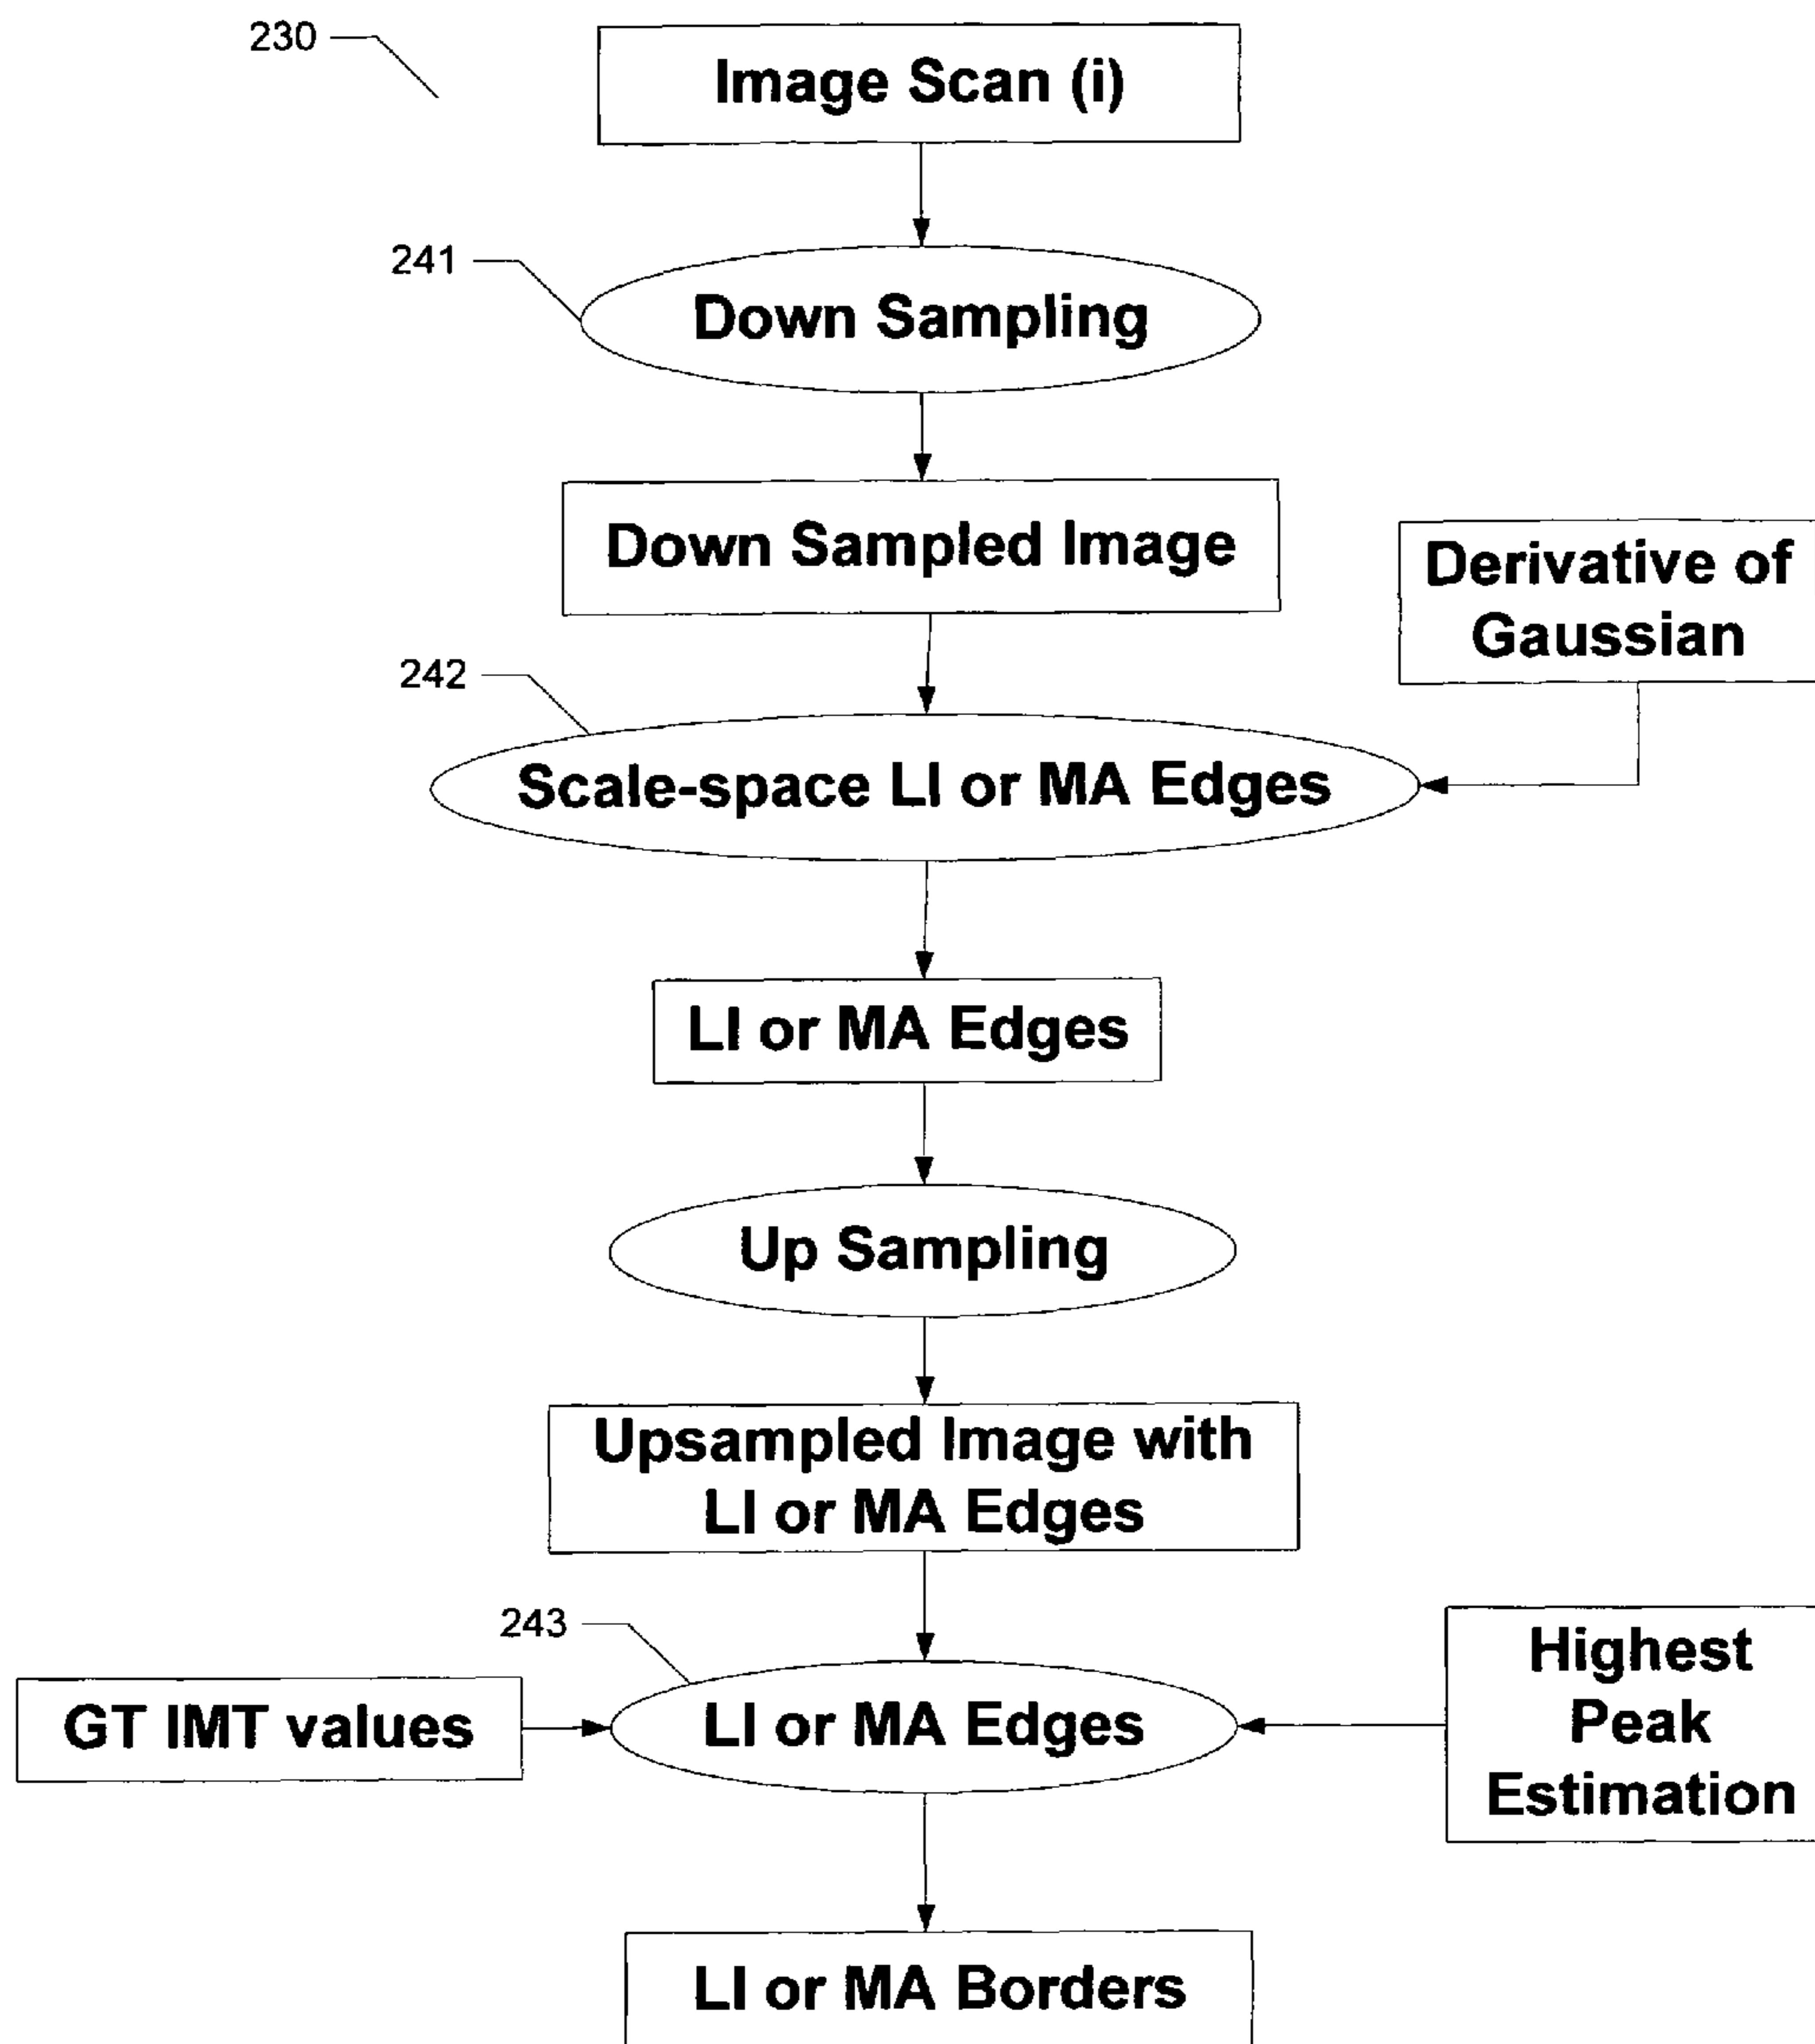 230
Image Scan (i)
241
Down Sampling
Down Sampled Image
Derivative of
Gaussian
242
Scale-space LI or MA Edges
LI or MA Edges
Up Sampling
Upsampled Image with
LI or MA Edges
243
GT IMT values
LI or MA Edges
Highest
Peak
Estimation
LI or MA Borders